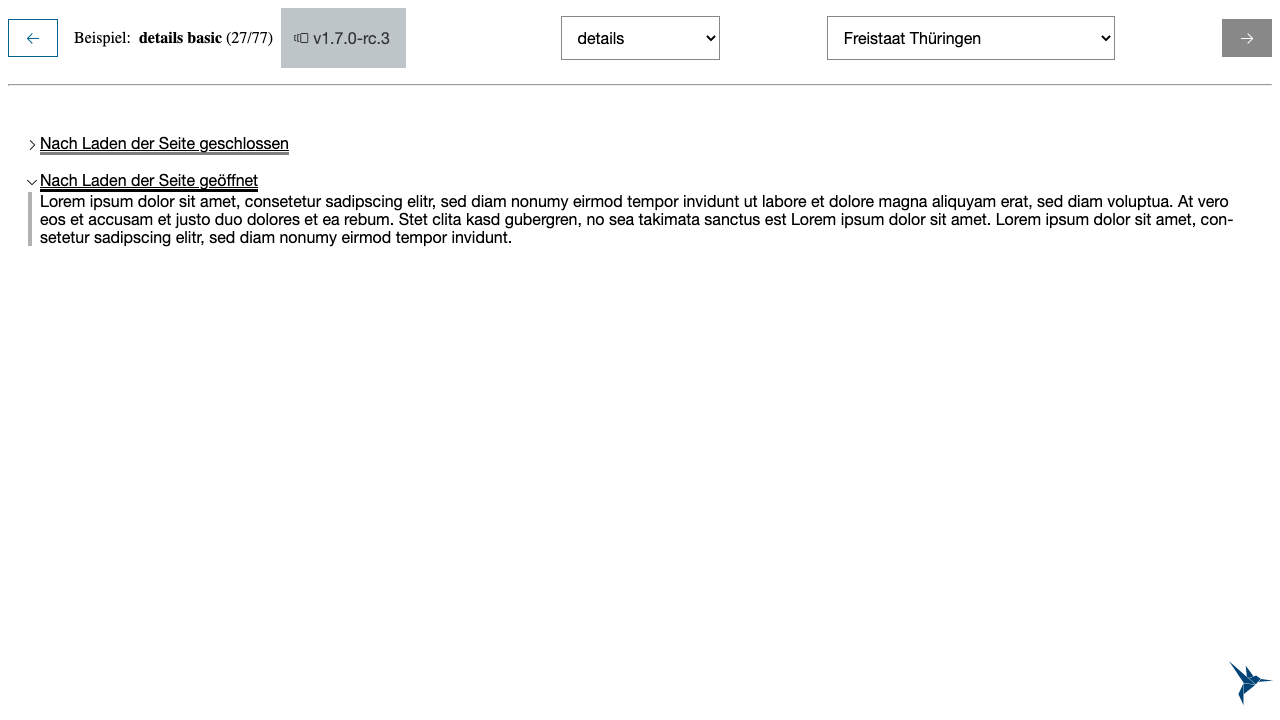 Beispiel: details basic (27/77) v1.7.0-rc.3 details Freistaat Thüringen
Nach Laden der Seite geschlossen
Nach Laden der Seite geöffnet
Lorem ipsum dolor sit amet, consetetur sadipscing elitr, sed diam nonumy eirmod tempor invidunt ut labore et dolore magna aliquyam erat, sed diam voluptua. At vero
eos et accusam et justo duo dolores et ea rebum. Stet clita kasd gubergren, no sea takimata sanctus est Lorem ipsum dolor sit amet. Lorem ipsum dolor sit amet, con-
setetur sadipscing elitr, sed diam nonumy eirmod tempor invidunt.